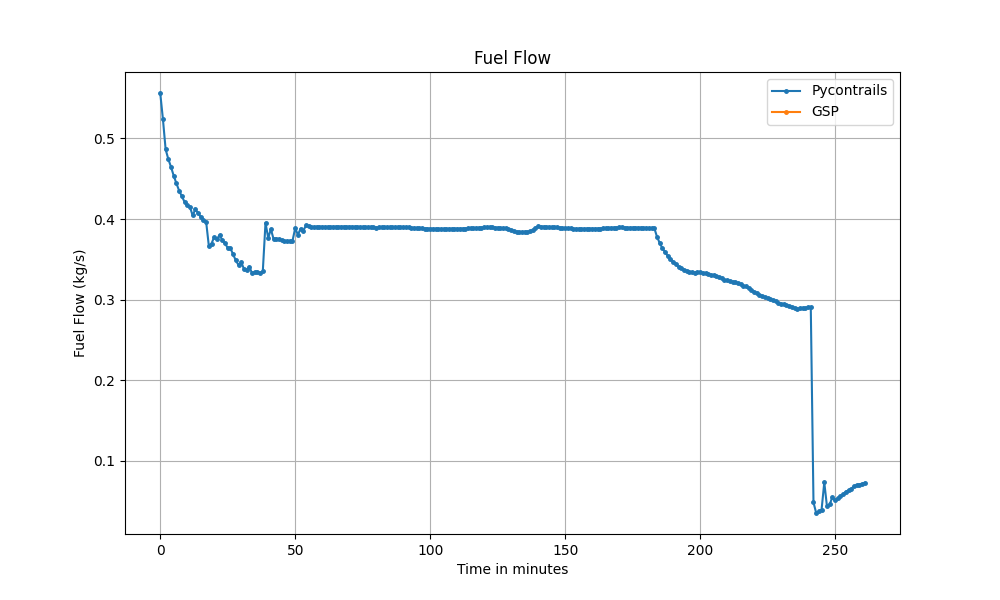 Fuel Flow
Pycontrails
GSP
Fuel Flow (kg/s)
0.5
0.4
0.3
0.2
0.1
0 50 100 150 200 250
Time in minutes